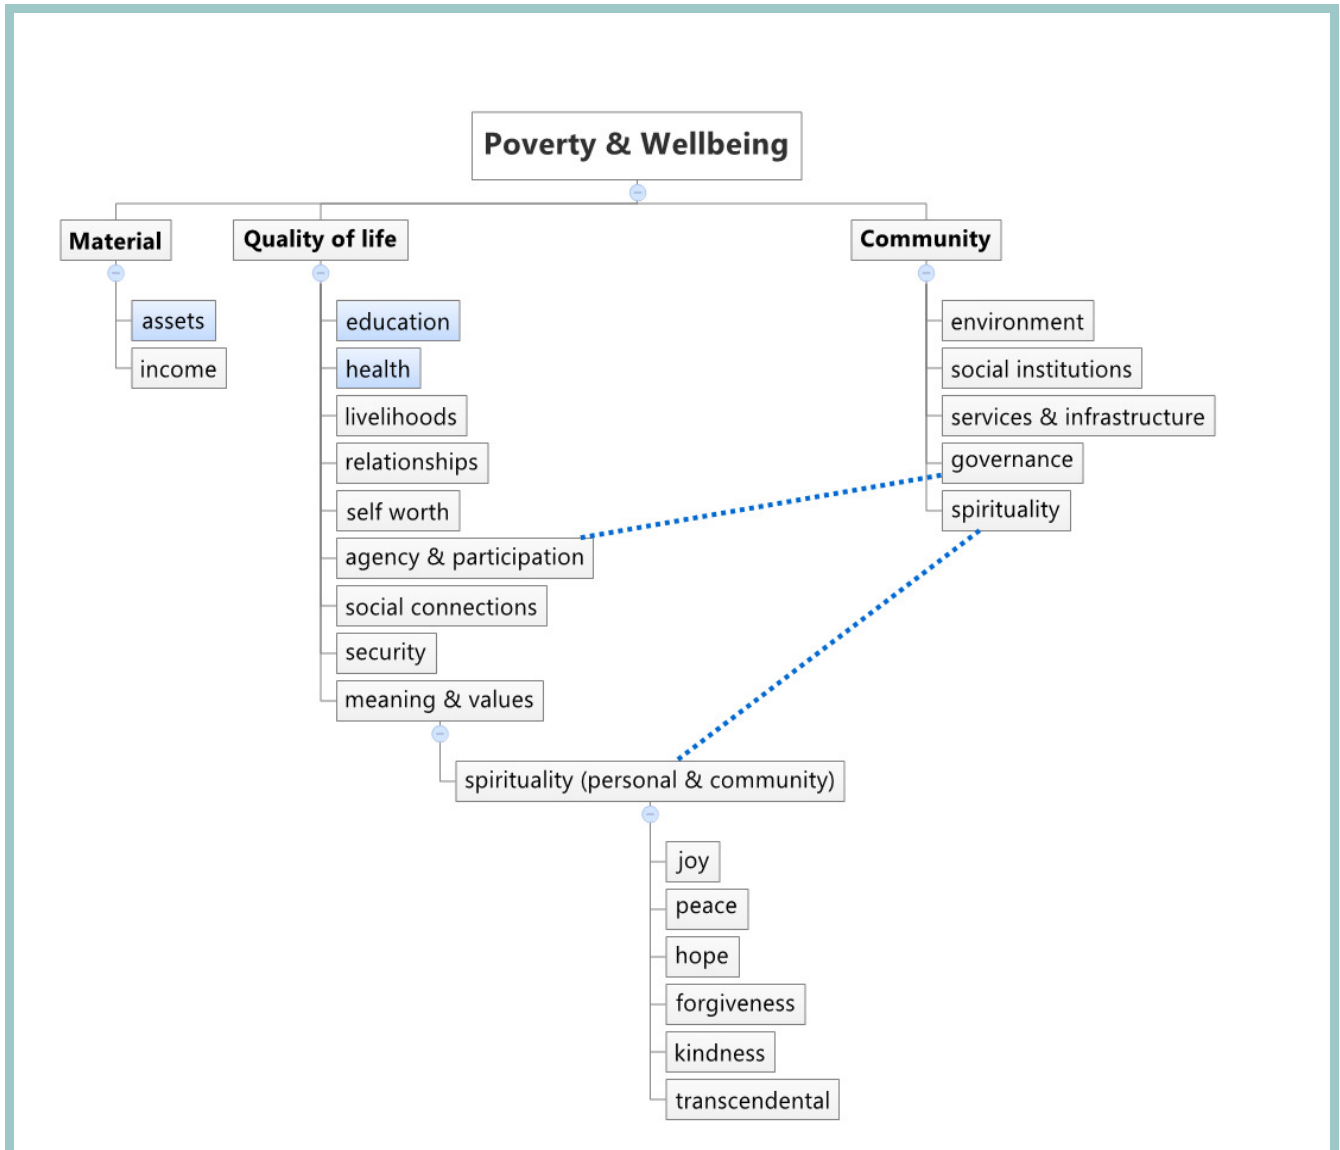 Poverty & Wellbeing
Material
assets
income
Quality of life
education
health
livelihoods
relationships
self worth
agency & participation
social connections
security
meaning & values
spirituality (personal & community)
joy
peace
hope
forgiveness
kindness
transcendental
Community
environment
social institutions
services & infrastructure
governance
spirituality